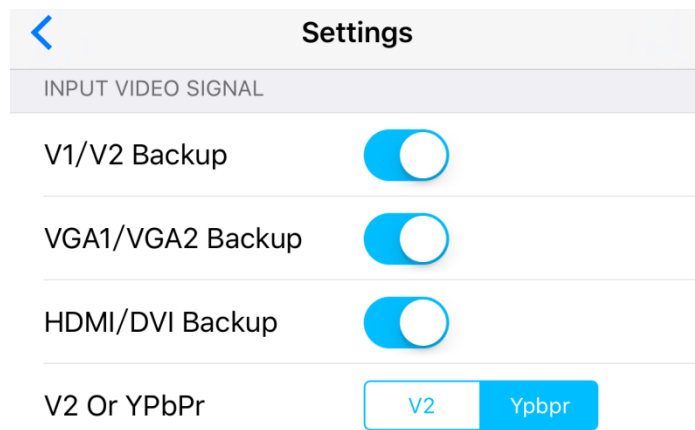 Settings
INPUT VIDEO SIGNAL
V1/V2 Backup
VGA1/VGA2 Backup
HDMI/DVI Backup
V2 Or YPbPr V2 Ypbpr